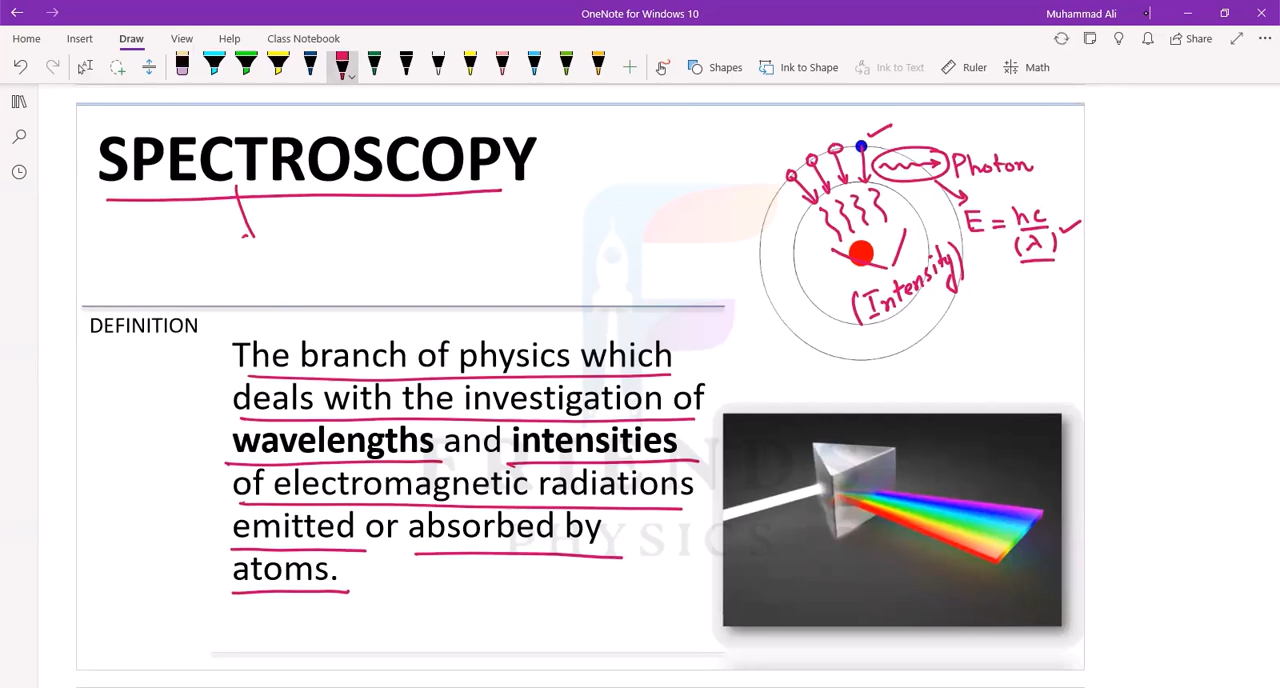 OneNote for Windows 10
Muhammad Ali
Home Insert Draw View Help Class Notebook
Share
Shapes Ink to Shape Ink to Text Ruler Math
SPECTROSCOPY
Photon
E = hc
(λ)
(Intensity)
DEFINITION
The branch of physics which
deals with the investigation of
wavelengths and intensities
of electromagnetic radiations
emitted or absorbed by
atoms.
FRIEND
PHYSICS